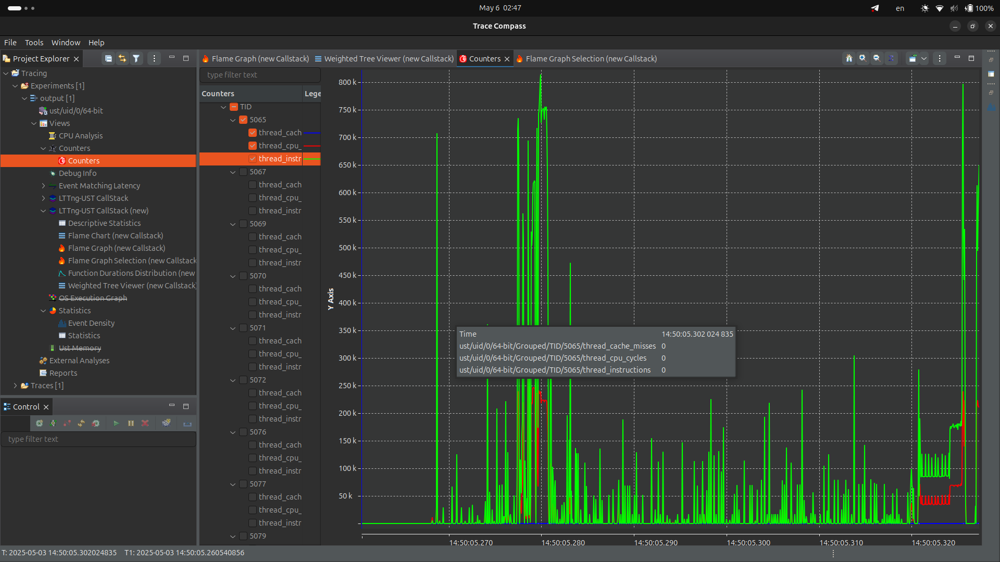 May 6 02:47
en
100%
Trace Compass
File Tools Window Help
Project Explorer
Tracing
Experiments [1]
output [1]
ust/uid/0/64-bit
Views
CPU Analysis
Counters
Counters
Debug Info
Event Matching Latency
LTTng-UST CallStack
LTTng-UST CallStack (new)
Descriptive Statistics
Flame Chart (new Callstack)
Flame Graph (new Callstack)
Flame Graph Selection (new Callstack
Function Durations Distribution (new
Weighted Tree Viewer (new Callstack)
OS Execution Graph
Statistics
Event Density
Statistics
Ust Memory
External Analyses
Reports
Traces [1]
Control
type filter text
Flame Graph (new Callstack) Weighted Tree Viewer (new Callstack) Counters Flame Graph Selection (new Callstack)
type filter text
Counters Lege
TID
5065
thread_cach
thread_cpu_
thread_instr
5067
thread_cach
thread_cpu_
thread_instr
5069
thread_cach
thread_cpu_
thread_instr
5070
thread_cach
thread_cpu_
thread_instr
5071
thread_cach
thread_cpu_
thread_instr
5072
thread_cach
thread_cpu_
thread_instr
5076
thread_cach
thread_cpu_
thread_instr
5077
thread_cach
thread_cpu_
thread_instr
5079
Y Axis
800 k
750 k
700 k
650 k
600 k
550 k
500 k
450 k
400 k
350 k
300 k
250 k
200 k
150 k
100 k
50 k
Time 14:50:05.302 024 835
ust/uid/0/64-bit/Grouped/TID/5065/thread_cache_misses 0
ust/uid/0/64-bit/Grouped/TID/5065/thread_cpu_cycles 0
ust/uid/0/64-bit/Grouped/TID/5065/thread_instructions 0
14:50:05.270 14:50:05.280 14:50:05.290 14:50:05.300 14:50:05.310 14:50:05.320
T: 2025-05-03 14:50:05.302024835 T1: 2025-05-03 14:50:05.260540856